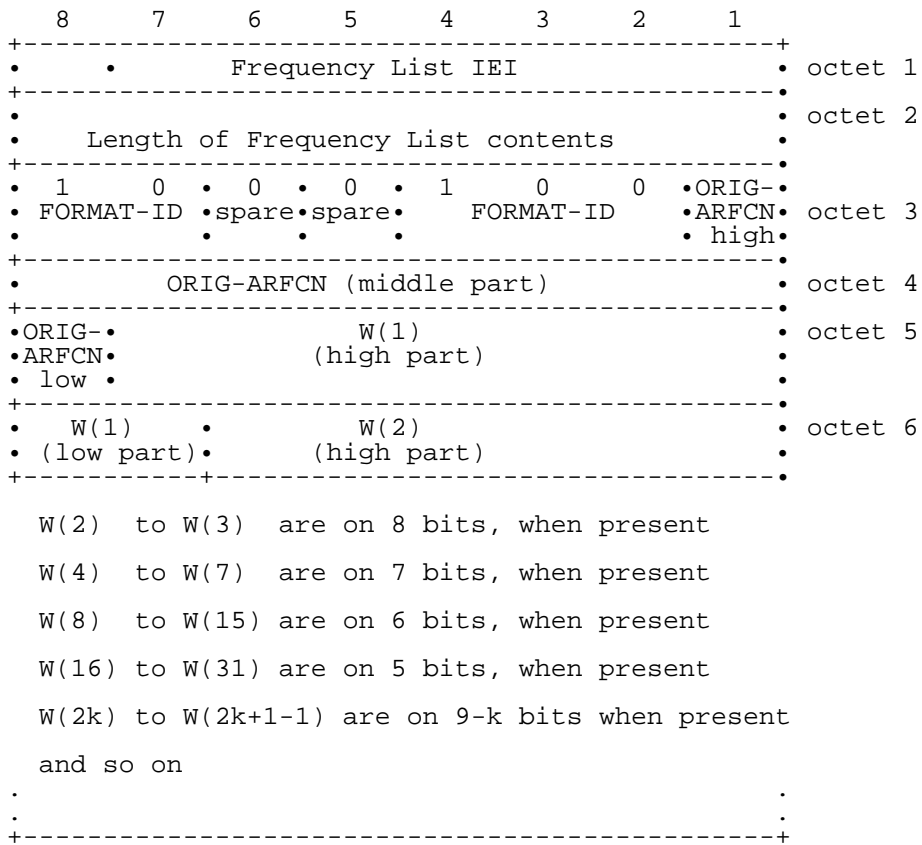 8 7 6 5 4 3 2 1
+-----------------------------------------------+
• • Frequency List IEI • octet 1
+-----------------------------------------------•
• • octet 2
• Length of Frequency List contents •
+-----------------------------------------------•
• 1 0 • 0 • 0 • 1 0 0 •ORIG-•
• FORMAT-ID •spare•spare• FORMAT-ID •ARFCN• octet 3
• • • • • high•
+-----------------------------------------------•
• ORIG-ARFCN (middle part) • octet 4
+-----------------------------------------------•
•ORIG-• W(1) • octet 5
•ARFCN• (high part) •
• low • •
+-----------------------------------------------•
• W(1) • W(2) • octet 6
• (low part)• (high part) •
+-----------+-----------------------------------•
W(2) to W(3) are on 8 bits, when present
W(4) to W(7) are on 7 bits, when present
W(8) to W(15) are on 6 bits, when present
W(16) to W(31) are on 5 bits, when present
W(2k) to W(2k+1-1) are on 9-k bits when present
and so on
. .
. .
+-----------------------------------------------+